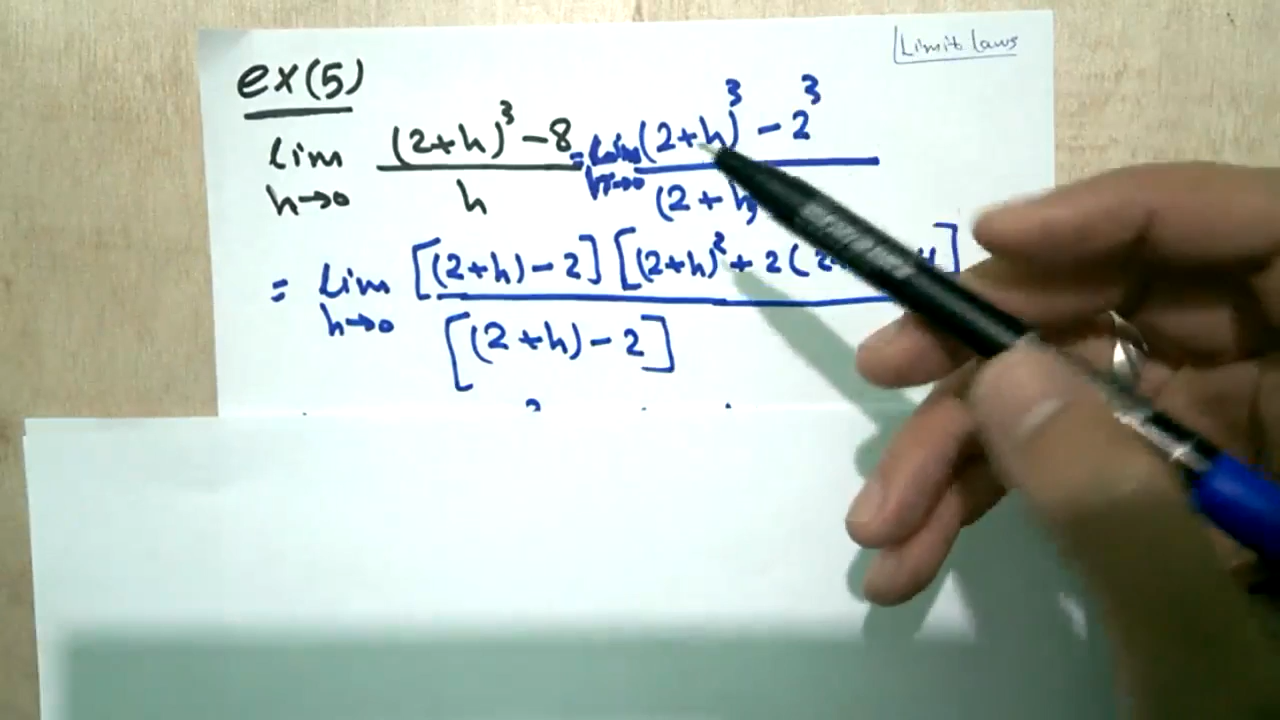 Limit Laws
ex(5)
lim h→0 (2+h)³ - 8 / h = lim h→0 (2+h)³ - 2³ / (2+h)
= lim h→0 [(2+h) - 2] [(2+h)² + 2(2 ] / [(2+h) - 2]